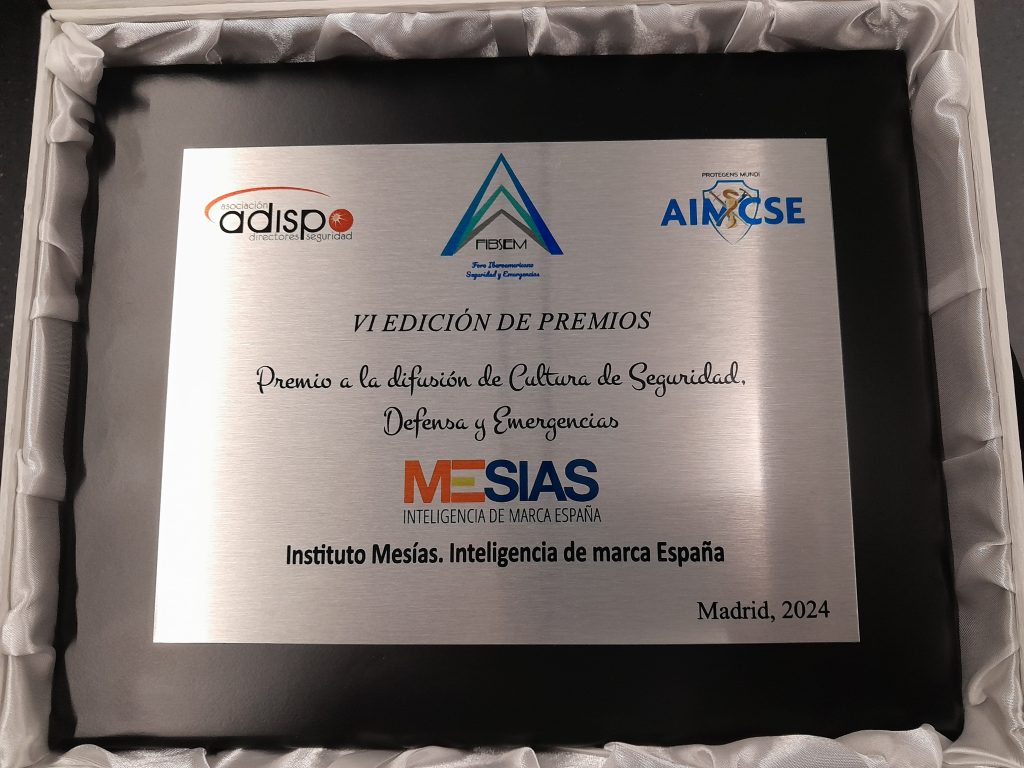 asociación
adispo
directores seguridad
FIBSEM
Foro Iberoamericano
Seguridad y Emergencias
PROTEGENS MUNDI
AIMCSE
VI EDICIÓN DE PREMIOS
Premio a la difusión de Cultura de Seguridad,
Defensa y Emergencias
MESIAS
INTELIGENCIA DE MARCA ESPAÑA
Instituto Mesías. Inteligencia de marca España
Madrid, 2024